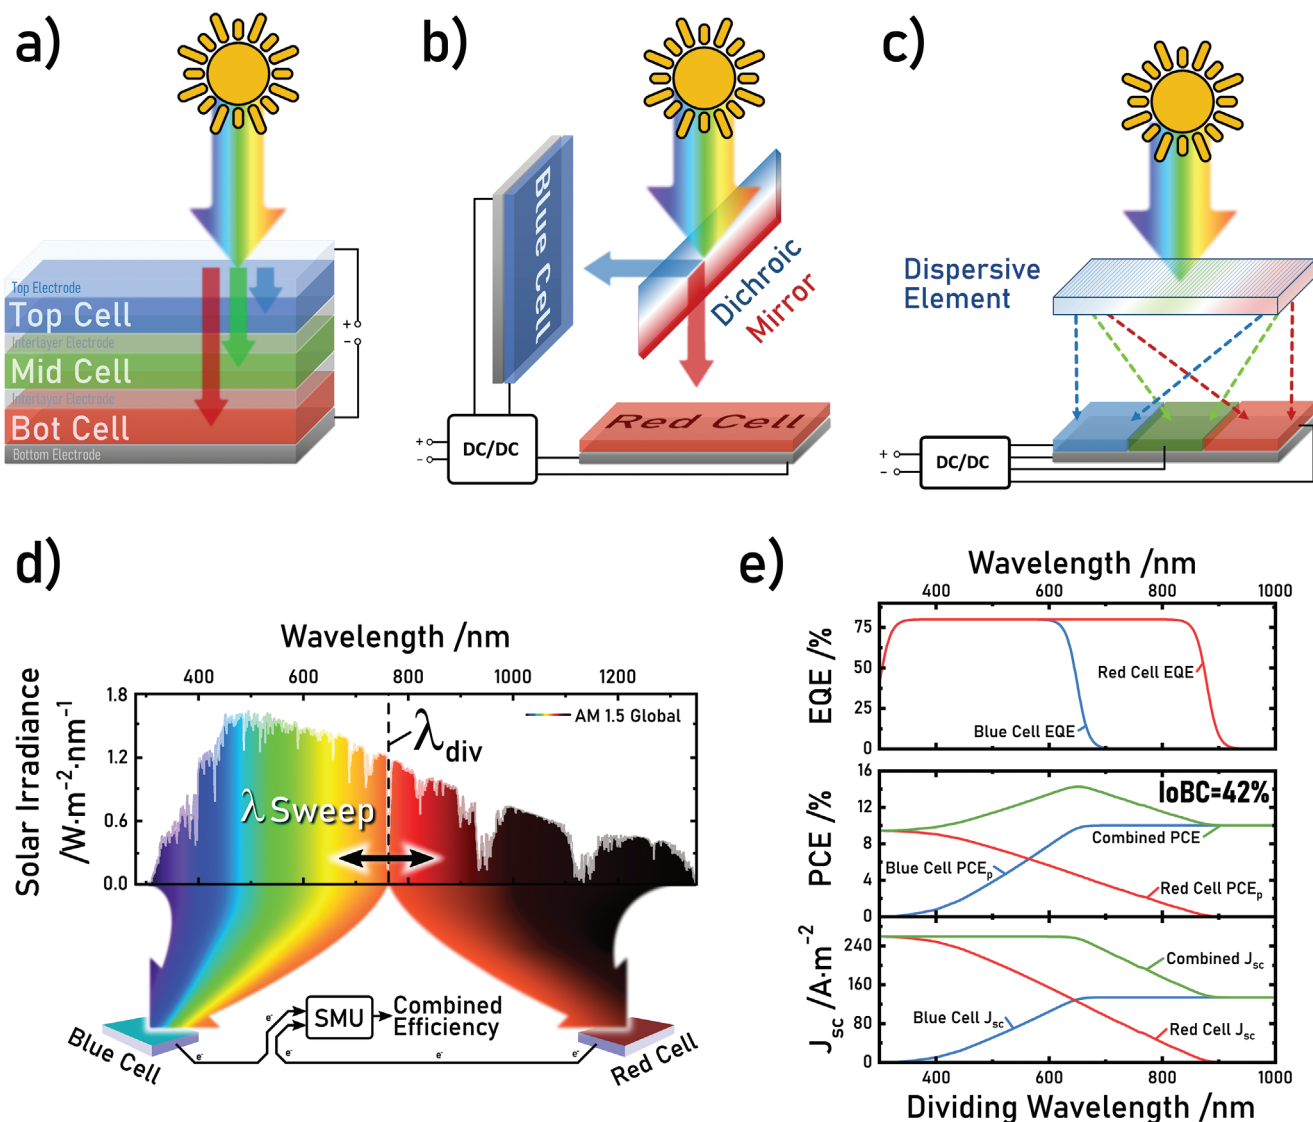 a)
b)
c)
Top Electrode
Top Cell
Interlayer Electrode
Mid Cell
Interlayer Electrode
Bot Cell
Bottom Electrode
+
−
Blue Cell
Dichroic
Mirror
Red Cell
DC/DC
+
−
Dispersive
Element
DC/DC
+
−
d)
Wavelength /nm
400 600 800 1000 1200
Solar Irradiance
/W·m⁻²·nm⁻¹
1.8
1.2
0.6
0.0
AM 1.5 Global
λdiv
λ Sweep
SMU
Combined
Efficiency
e⁻
e⁻
e⁻
e⁻
e⁻
Blue Cell
Red Cell
e)
Wavelength /nm
400 600 800 1000
EQE /%
75
50
25
0
Red Cell EQE
Blue Cell EQE
PCE /%
16
12
8
4
0
IoBC=42%
Combined
PCE
Blue Cell PCEp
Red Cell PCEp
Jsc /A·m⁻²
240
160
80
0
Combined Jsc
Blue Cell Jsc
Red Cell Jsc
400 600 800 1000
Dividing Wavelength /nm